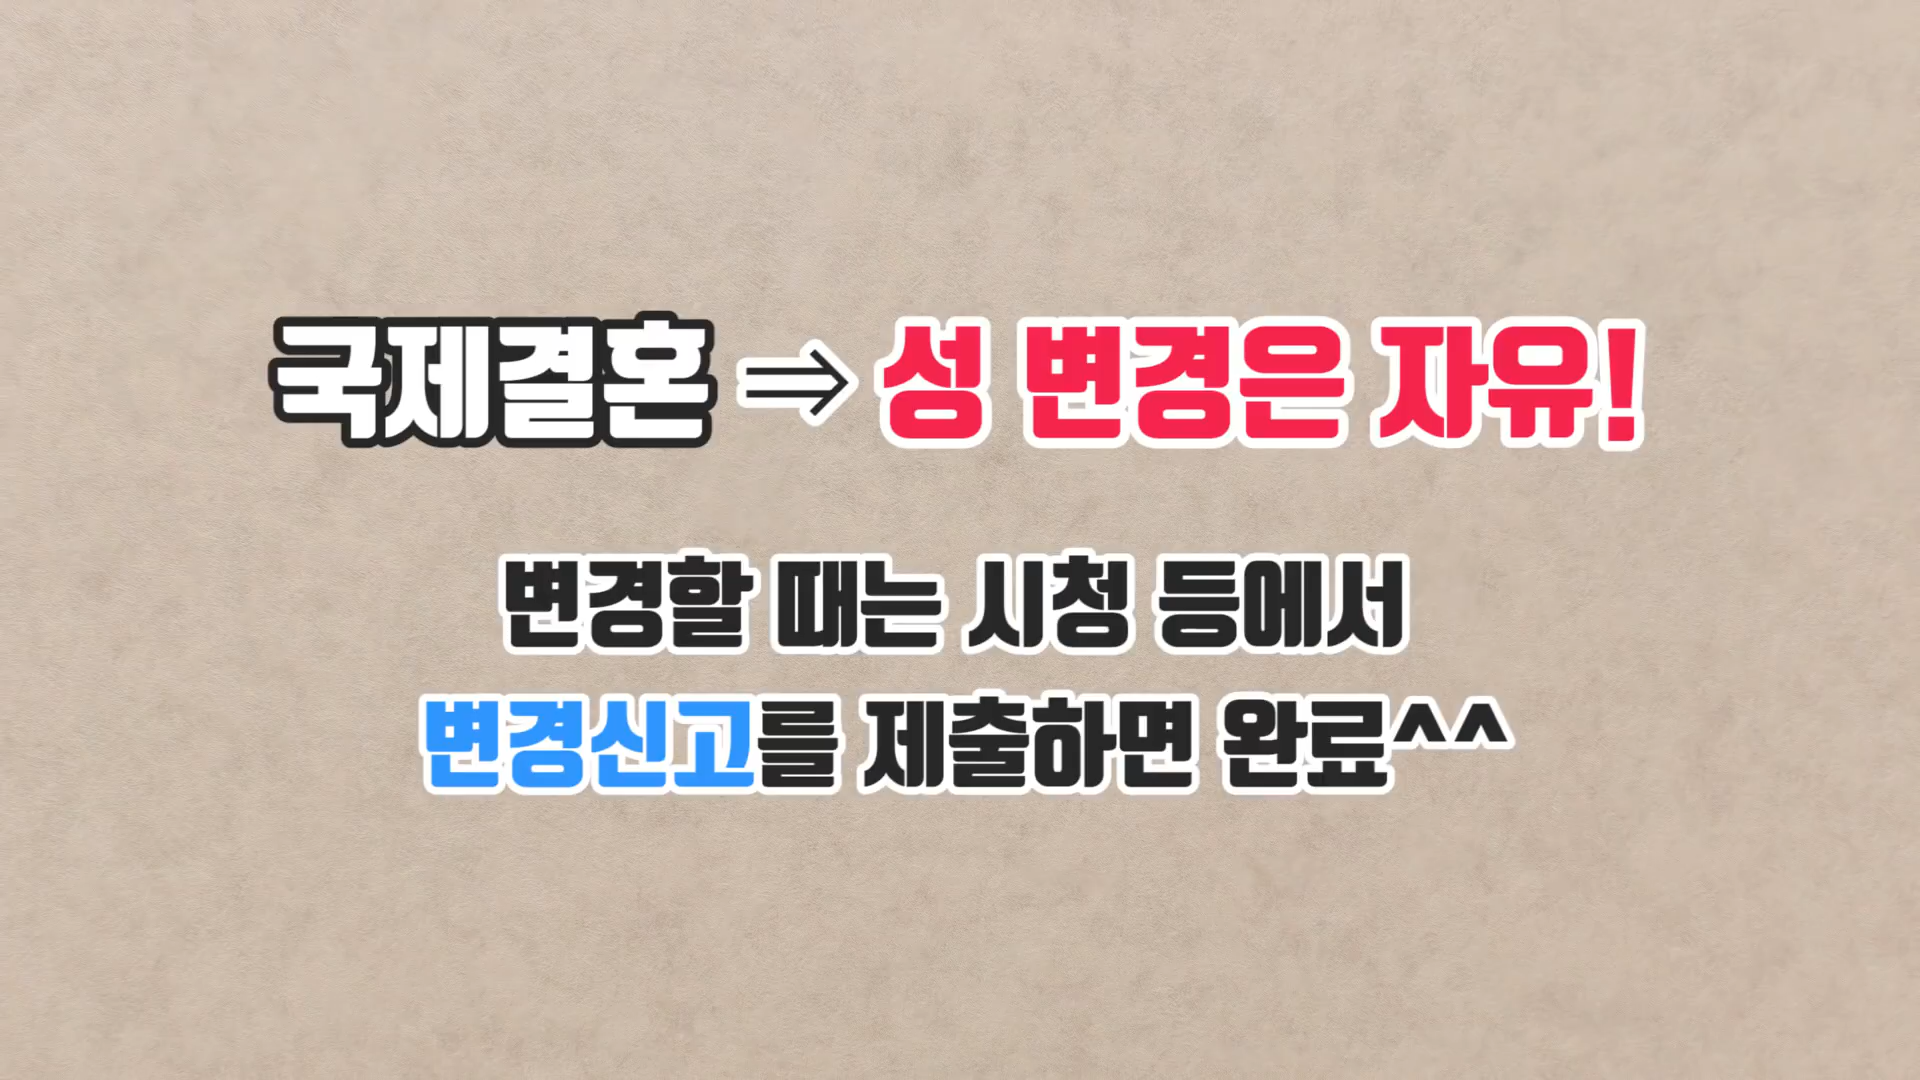 국제결혼 ⇒ 성 변경은 자유!
변경할 때는 시청 등에서
변경신고를 제출하면 완료^^